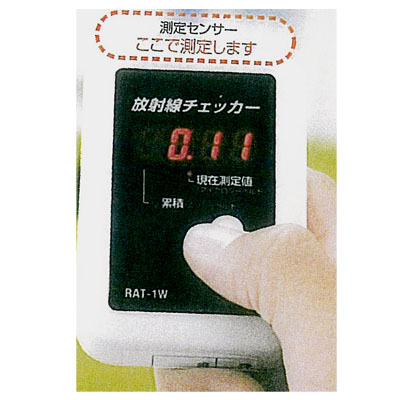 測定センサー
ここで測定します
放射線チェッカー
0.11
現在測定値
累積
RAT-1W